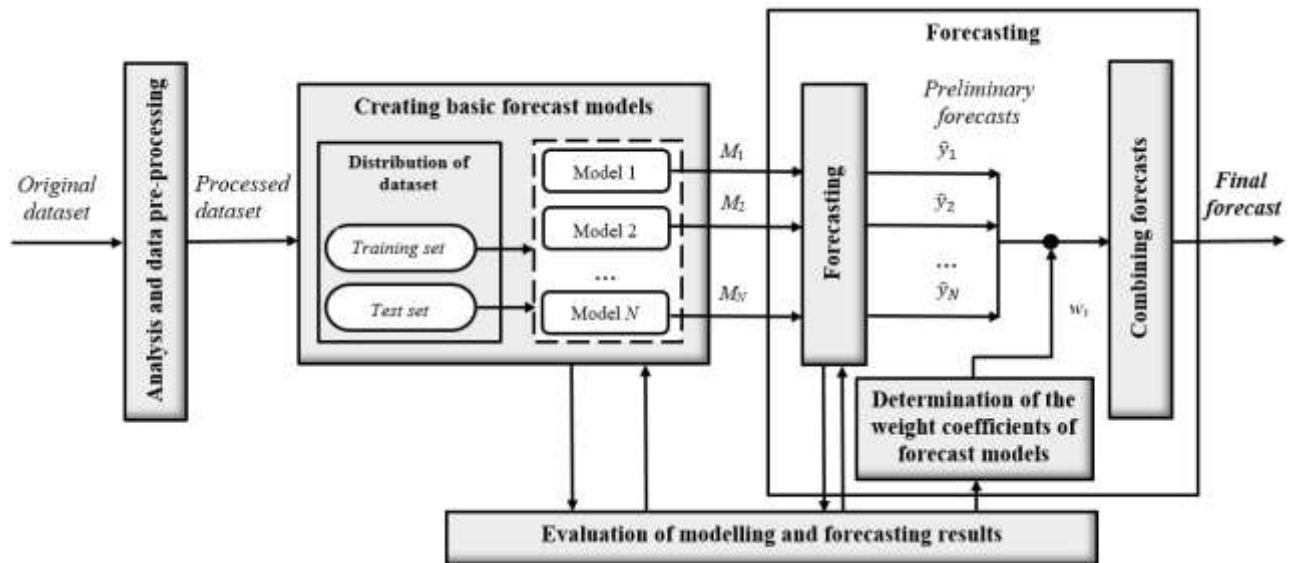 Original
dataset
Analysis and data pre-processing
Processed
dataset
Creating basic forecast models
Distribution of
dataset
Training set
Test set
Model 1
Model 2
...
Model N
M1
M2
MN
Forecasting
Forecasting
Preliminary
forecasts
ŷ1
ŷ2
...
ŷN
wi
Determination of the
weight coefficients of
forecast models
Combining forecasts
Final
forecast
Evaluation of modelling and forecasting results